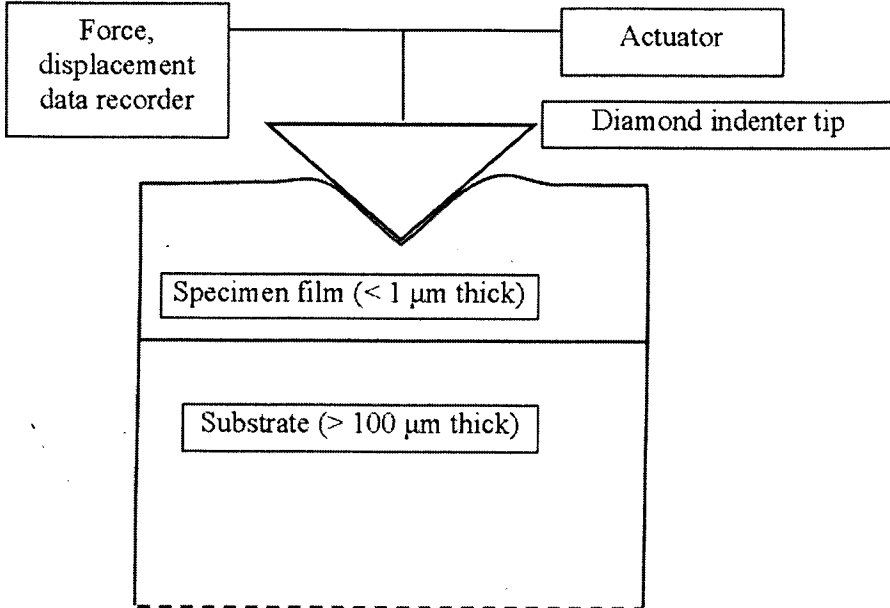 Force,
displacement
data recorder
Actuator
Diamond indenter tip
Specimen film (< 1 μm thick)
Substrate (> 100 μm thick)